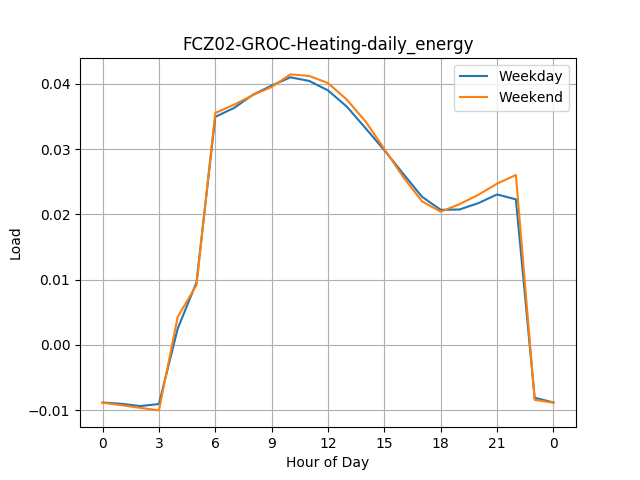 FCZ02-GROC-Heating-daily_energy
Weekday
Weekend
Load
0.04
0.03
0.02
0.01
0.00
−0.01
0 3 6 9 12 15 18 21 0
Hour of Day